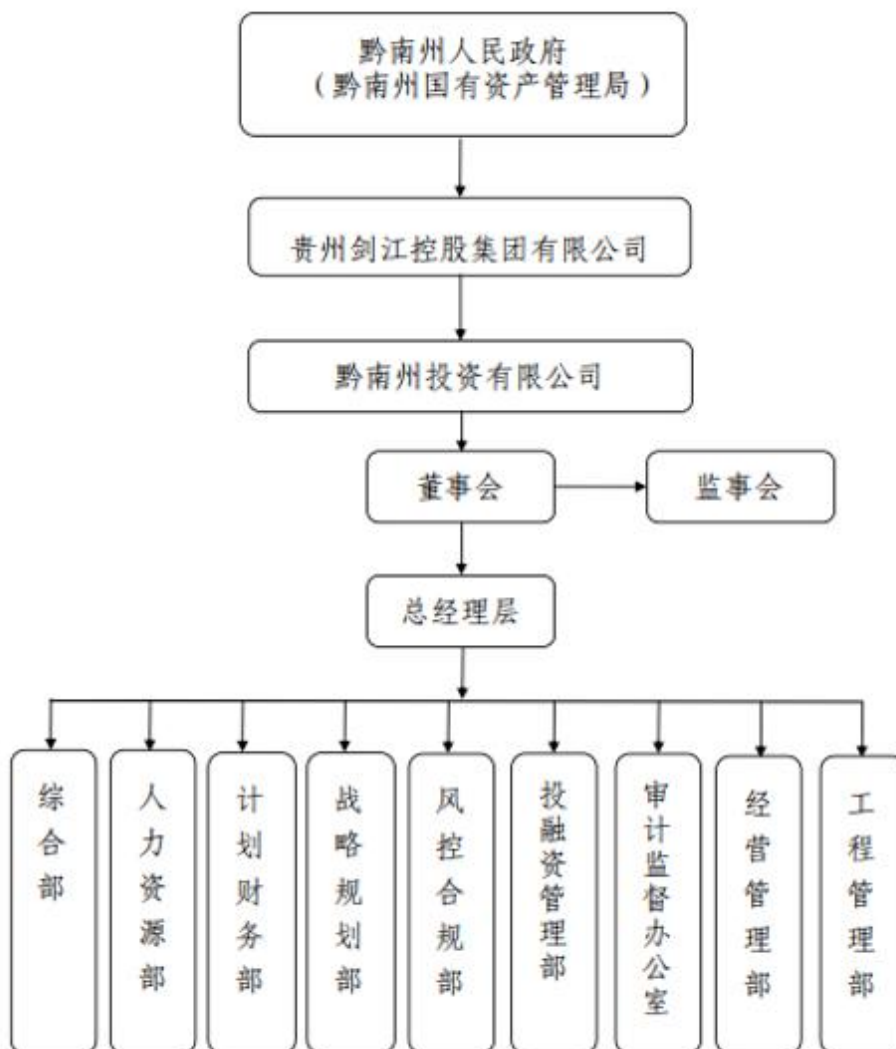 黔南州人民政府
（黔南州国有资产管理局）
贵州剑江控股集团有限公司
黔南州投资有限公司
董事会
监事会
总经理层
综合部
人力资源部
计划财务部
战略规划部
风控合规部
投融资管理部
审计监督办公室
经营管理部
工程管理部